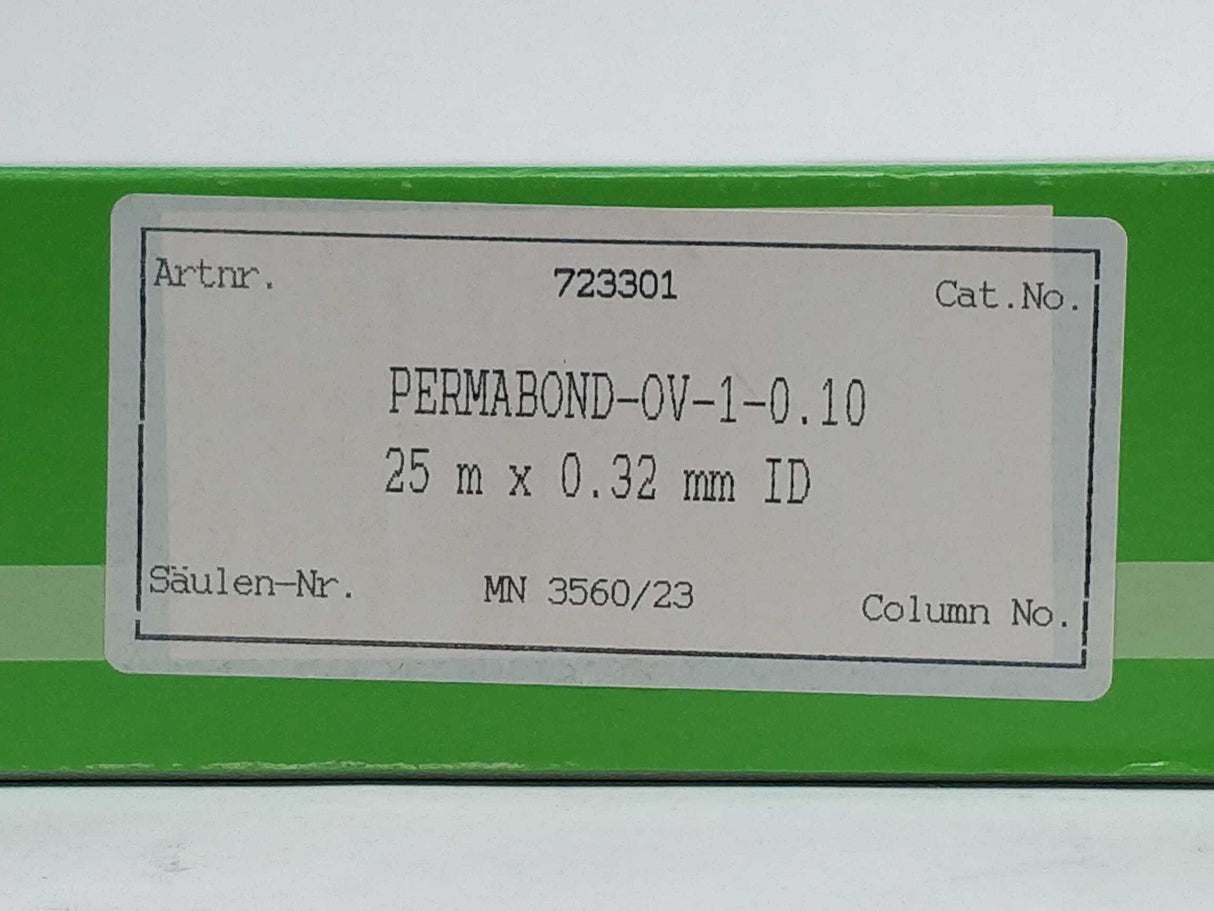 Artnr. 723301 Cat.No.
PERMABOND-OV-1-0.10
25 m x 0.32 mm ID
Säulen-Nr. MN 3560/23 Column No.